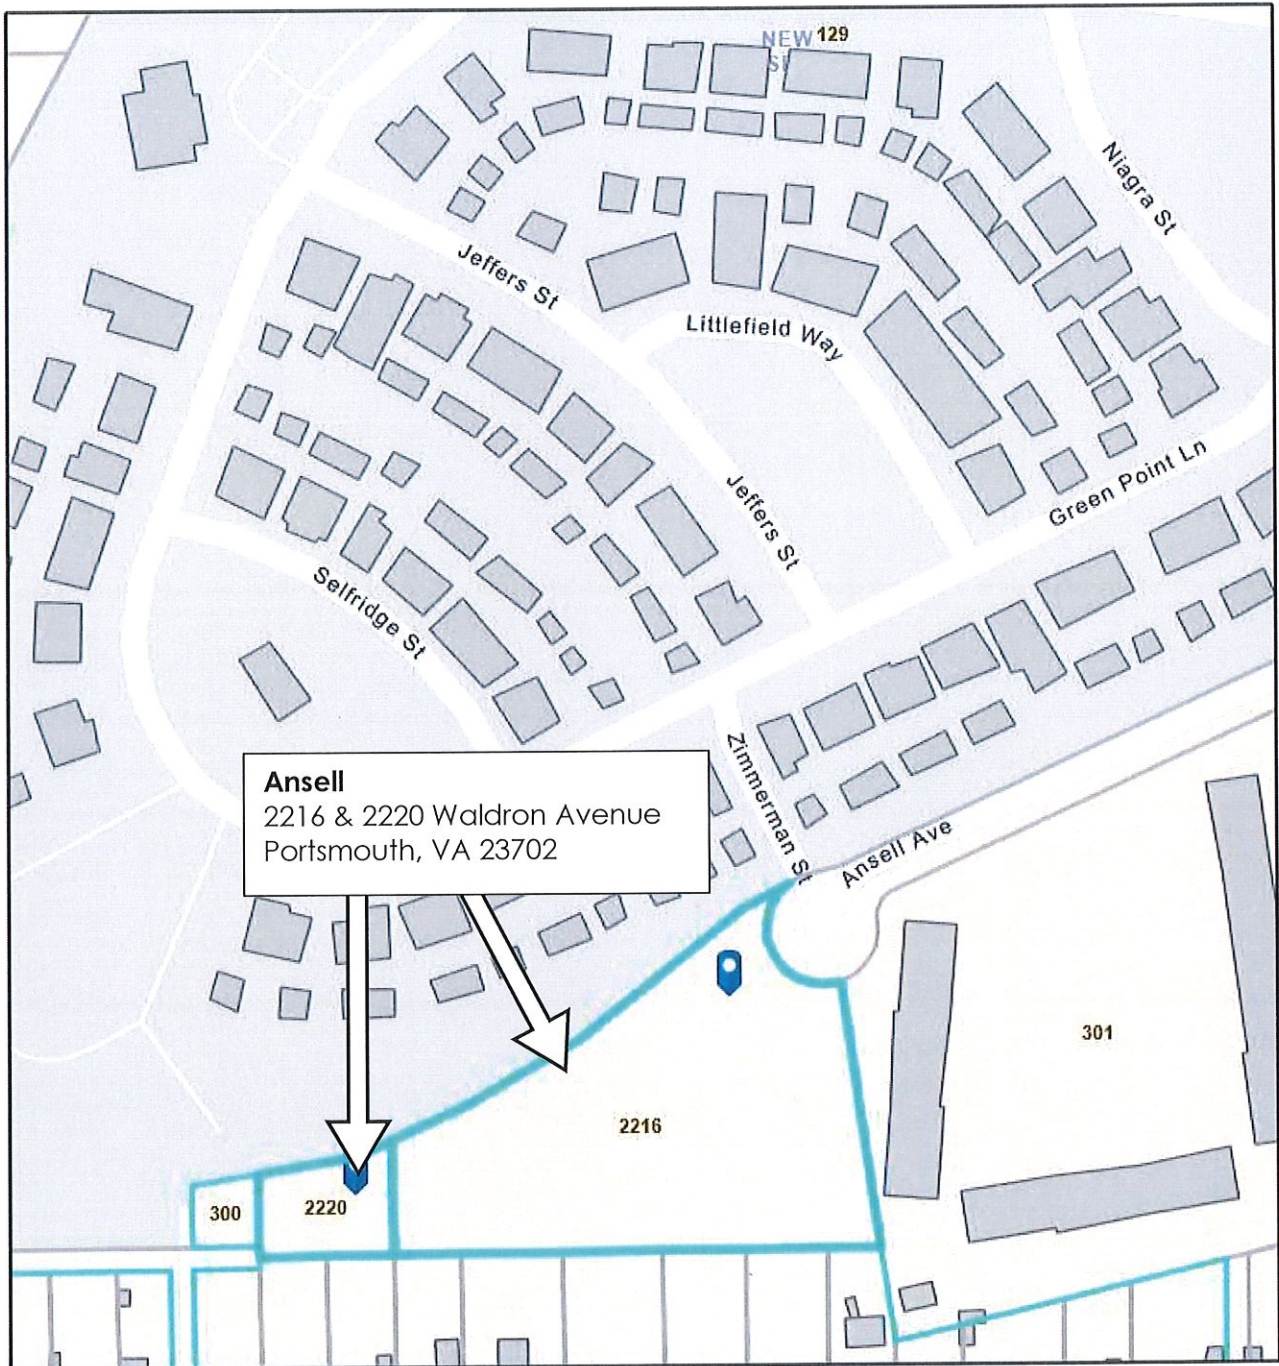 NEW 129
Niagra St
Jeffers St
Littlefield Way
Green Point Ln
Jeffers St
Selfridge St
Zimmerman St
Ansell
2216 & 2220 Waldron Avenue
Portsmouth, VA 23702
Ansell Ave
301
2216
300
2220